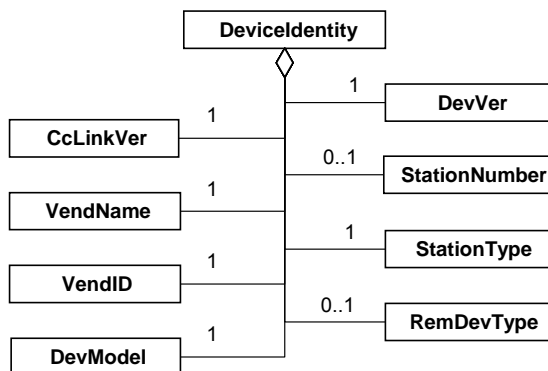 DeviceIdentity
1
DevVer
1
CcLinkVer
0..1
StationNumber
1
VendName
1
StationType
1
VendID
0..1
RemDevType
1
DevModel